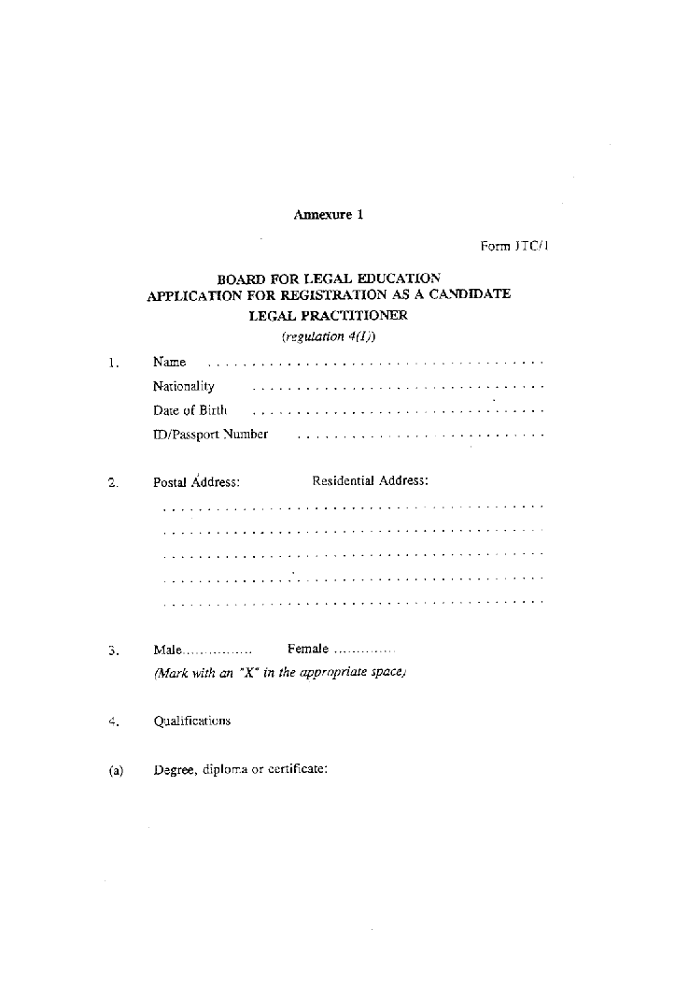 Annexure 1
Form JTC/1
BOARD FOR LEGAL EDUCATION
APPLICATION FOR REGISTRATION AS A CANDIDATE
LEGAL PRACTITIONER
(regulation 4(1))
1. Name . . . . . . . . . . . . . . . . . . . . . . . . . . . . . . . . . . . . . .
Nationality . . . . . . . . . . . . . . . . . . . . . . . . . . . . . . . . .
Date of Birth . . . . . . . . . . . . . . . . . . . . . . . . . . . . . . . . .
ID/Passport Number . . . . . . . . . . . . . . . . . . . . . . . . . . . .
2. Postal Address: Residential Address:
. . . . . . . . . . . . . . . . . . . . . . . . . . . . . . . . . . . . . . . . . . .
. . . . . . . . . . . . . . . . . . . . . . . . . . . . . . . . . . . . . . . . . . .
. . . . . . . . . . . . . . . . . . . . . . . . . . . . . . . . . . . . . . . . . . .
. . . . . . . . . . . . . . . . . . . . . . . . . . . . . . . . . . . . . . . . . . .
. . . . . . . . . . . . . . . . . . . . . . . . . . . . . . . . . . . . . . . . . . .
3. Male............... Female ..............
(Mark with an "X" in the appropriate space)
4. Qualifications
(a) Degree, diploma or certificate: